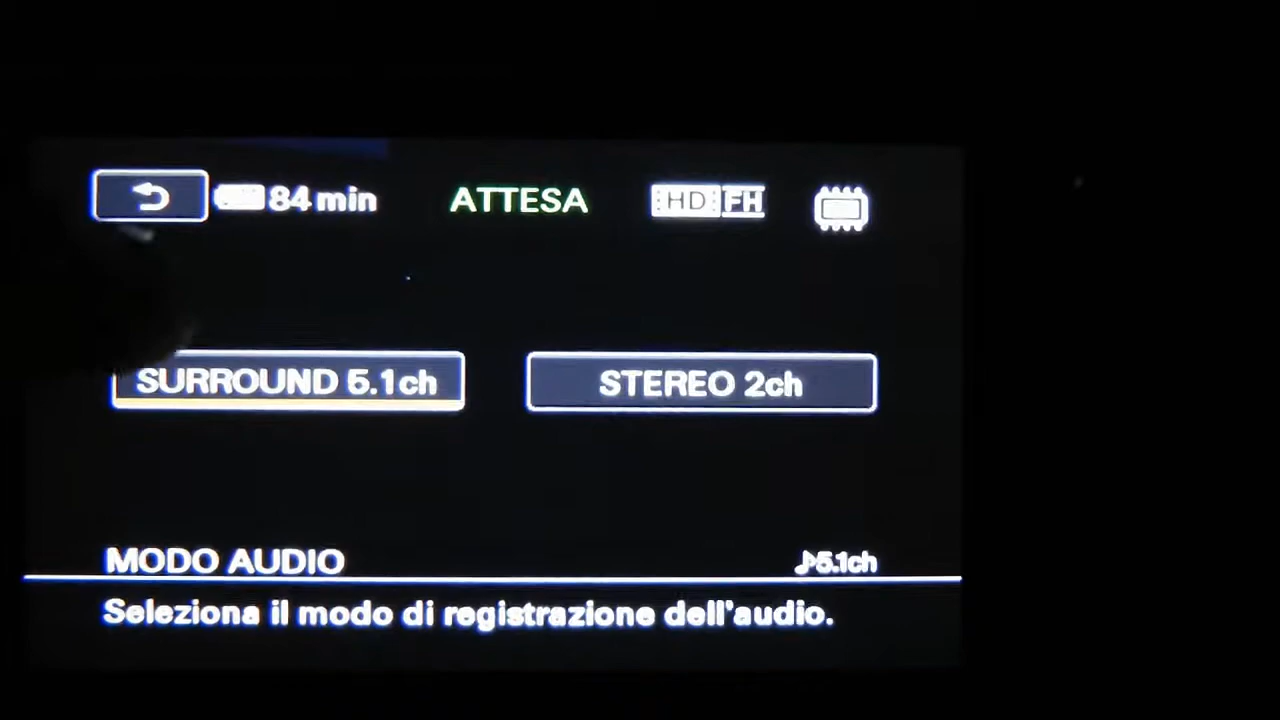 84 min ATTESA HD FH
SURROUND 5.1ch STEREO 2ch
MODO AUDIO ♪5.1ch
Seleziona il modo di registrazione dell'audio.